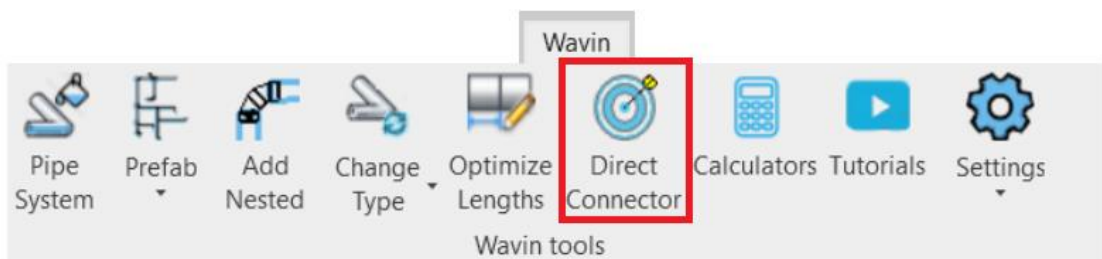 Wavin
Pipe System
Prefab
Add Nested
Change Type
Optimize Lengths
Direct Connector
Calculators
Tutorials
Settings
Wavin tools